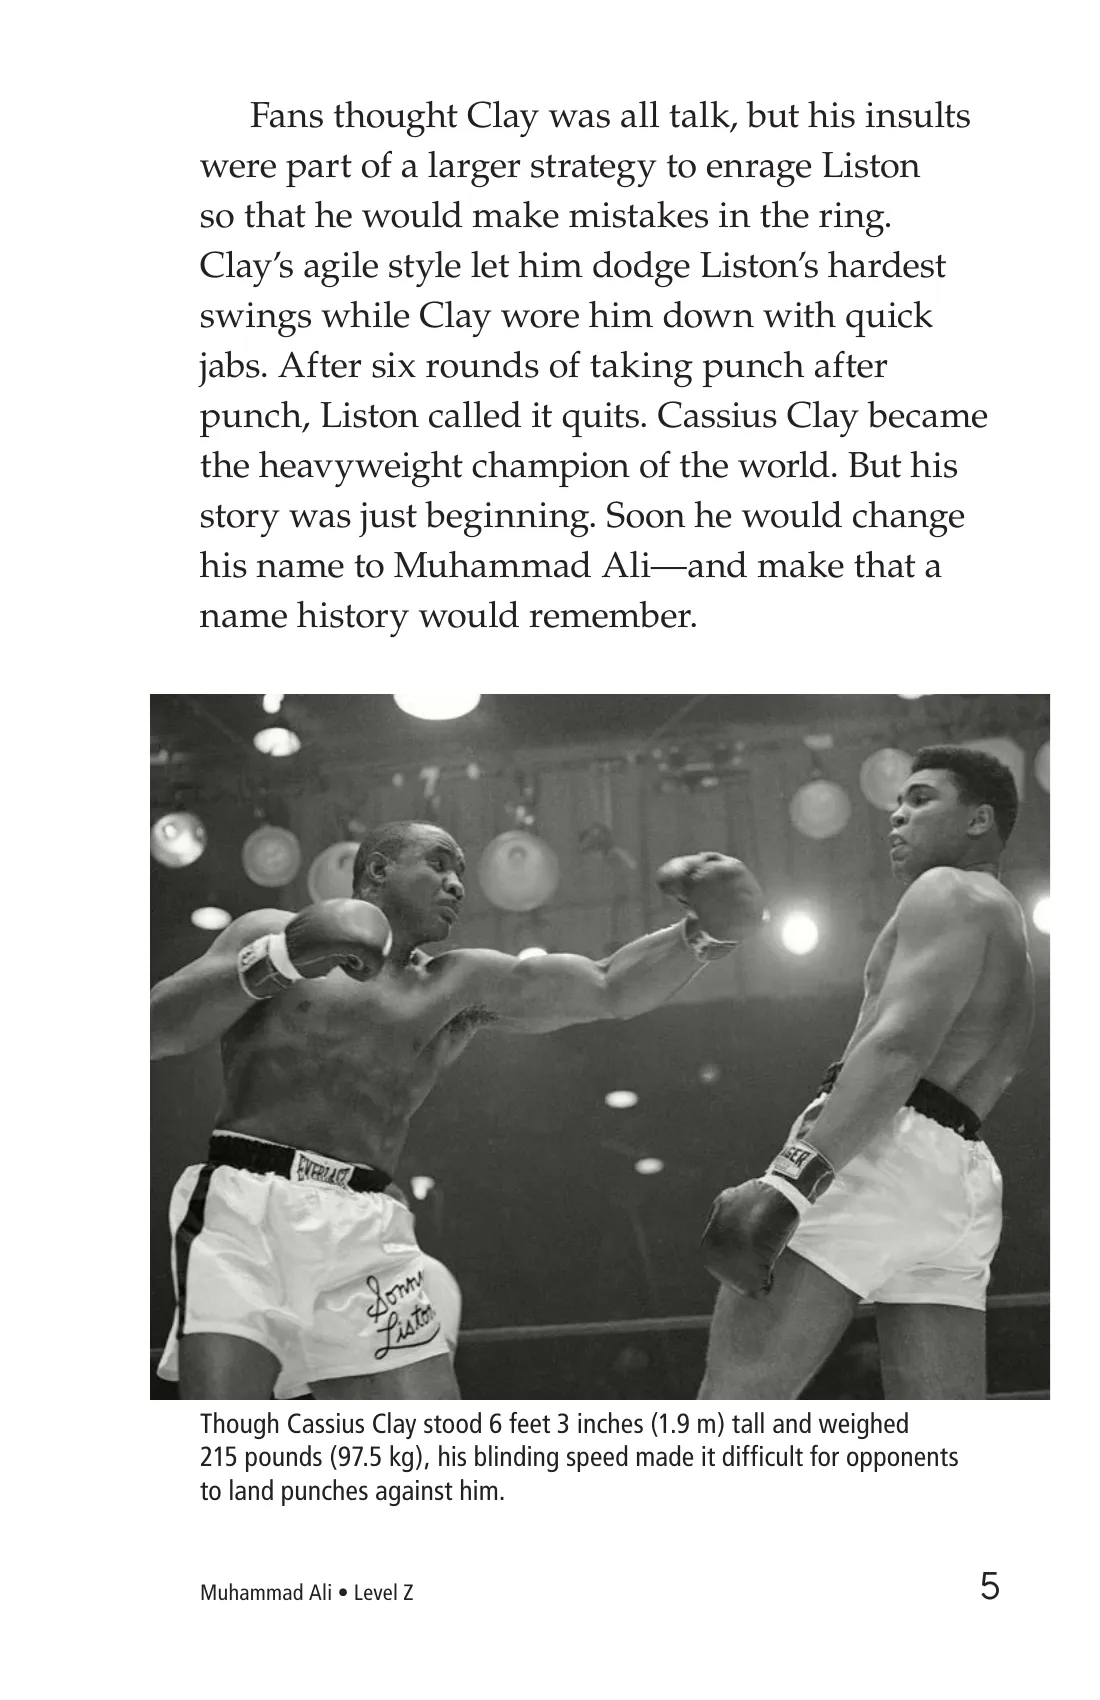 Fans thought Clay was all talk, but his insults
were part of a larger strategy to enrage Liston
so that he would make mistakes in the ring.
Clay’s agile style let him dodge Liston’s hardest
swings while Clay wore him down with quick
jabs. After six rounds of taking punch after
punch, Liston called it quits. Cassius Clay became
the heavyweight champion of the world. But his
story was just beginning. Soon he would change
his name to Muhammad Ali—and make that a
name history would remember.
EVERLAST
Sonny
Liston
Though Cassius Clay stood 6 feet 3 inches (1.9 m) tall and weighed
215 pounds (97.5 kg), his blinding speed made it difficult for opponents
to land punches against him.
Muhammad Ali • Level Z
5